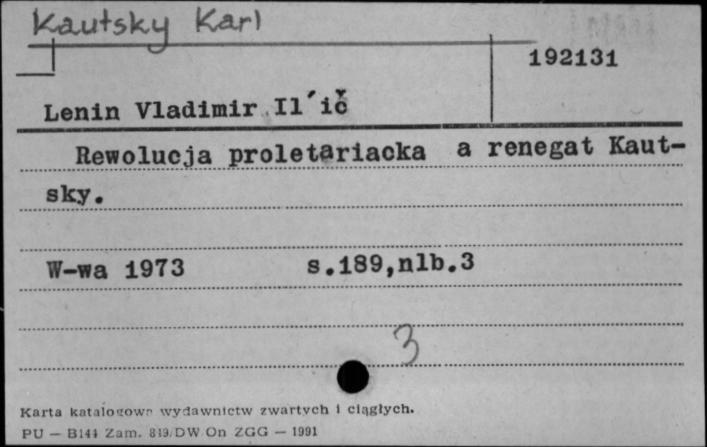 Kautsky Karl
192131
Lenin Vladimir Il´ič
Rewolucja proletariacka a renegat Kaut-
sky.
W-wa 1973 s.189,nlb.3
3
Karta katalogowa wydawnictw zwartych i ciągłych.
PU — B144 Zam. 849/DW On ZGG — 1991